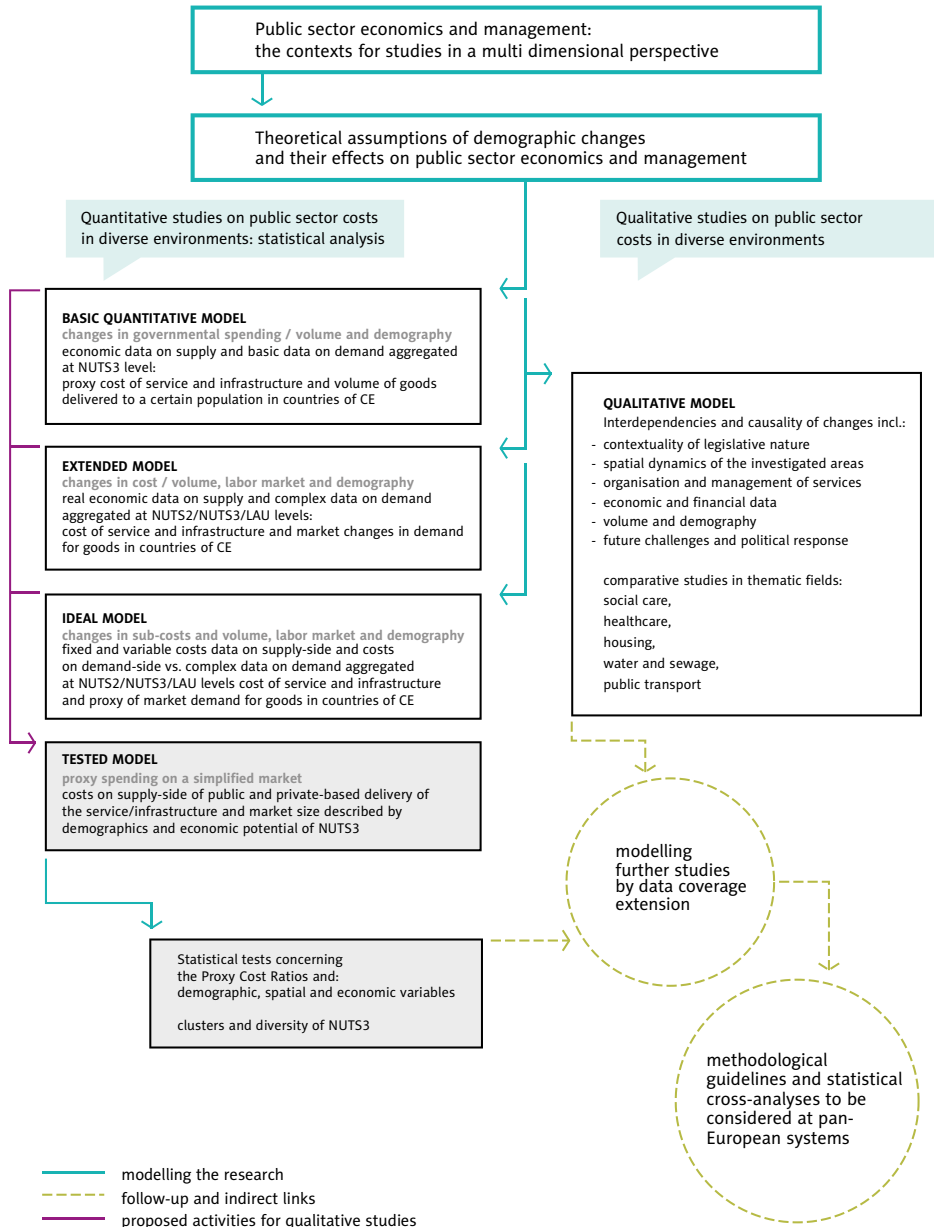 Public sector economics and management:
the contexts for studies in a multi dimensional perspective
Theoretical assumptions of demographic changes
and their effects on public sector economics and management
Quantitative studies on public sector costs
in diverse environments: statistical analysis
Qualitative studies on public sector
costs in diverse environments
BASIC QUANTITATIVE MODEL
changes in governmental spending / volume and demography
economic data on supply and basic data on demand aggregated
at NUTS3 level:
proxy cost of service and infrastructure and volume of goods
delivered to a certain population in countries of CE
EXTENDED MODEL
changes in cost / volume, labor market and demography
real economic data on supply and complex data on demand
aggregated at NUTS2/NUTS3/LAU levels:
cost of service and infrastructure and market changes in demand
for goods in countries of CE
IDEAL MODEL
changes in sub-costs and volume, labor market and demography
fixed and variable costs data on supply-side and costs
on demand-side vs. complex data on demand aggregated
at NUTS2/NUTS3/LAU levels cost of service and infrastructure
and proxy of market demand for goods in countries of CE
TESTED MODEL
proxy spending on a simplified market
costs on supply-side of public and private-based delivery of
the service/infrastructure and market size described by
demographics and economic potential of NUTS3
QUALITATIVE MODEL
Interdependencies and causality of changes incl.:
- contextuality of legislative nature
- spatial dynamics of the investigated areas
- organisation and management of services
- economic and financial data
- volume and demography
- future challenges and political response
comparative studies in thematic fields:
social care,
healthcare,
housing,
water and sewage,
public transport
Statistical tests concerning
the Proxy Cost Ratios and:
demographic, spatial and economic variables
clusters and diversity of NUTS3
modelling
further studies
by data coverage
extension
methodological
guidelines and statistical
cross-analyses to be
considered at pan-
European systems
modelling the research
follow-up and indirect links
proposed activities for qualitative studies